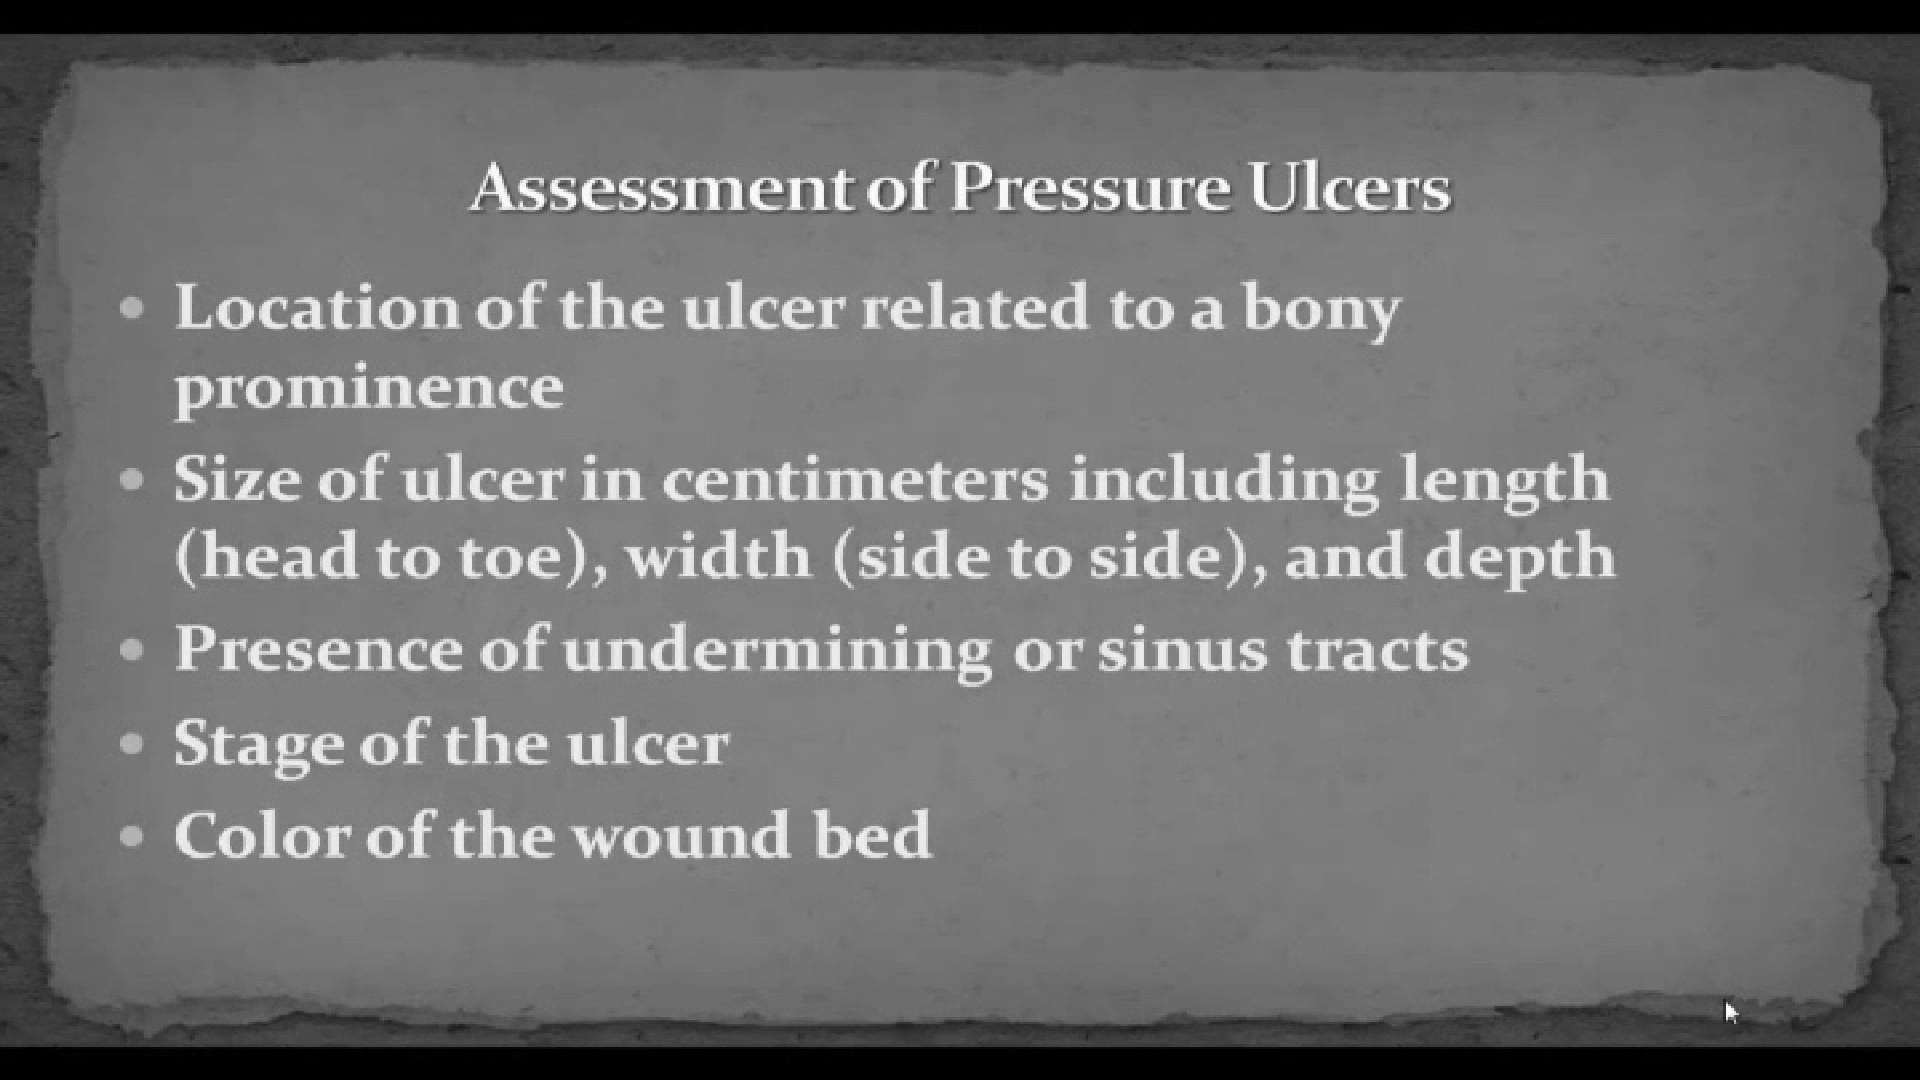 Assessment of Pressure Ulcers
• Location of the ulcer related to a bony
prominence
• Size of ulcer in centimeters including length
(head to toe), width (side to side), and depth
• Presence of undermining or sinus tracts
• Stage of the ulcer
• Color of the wound bed